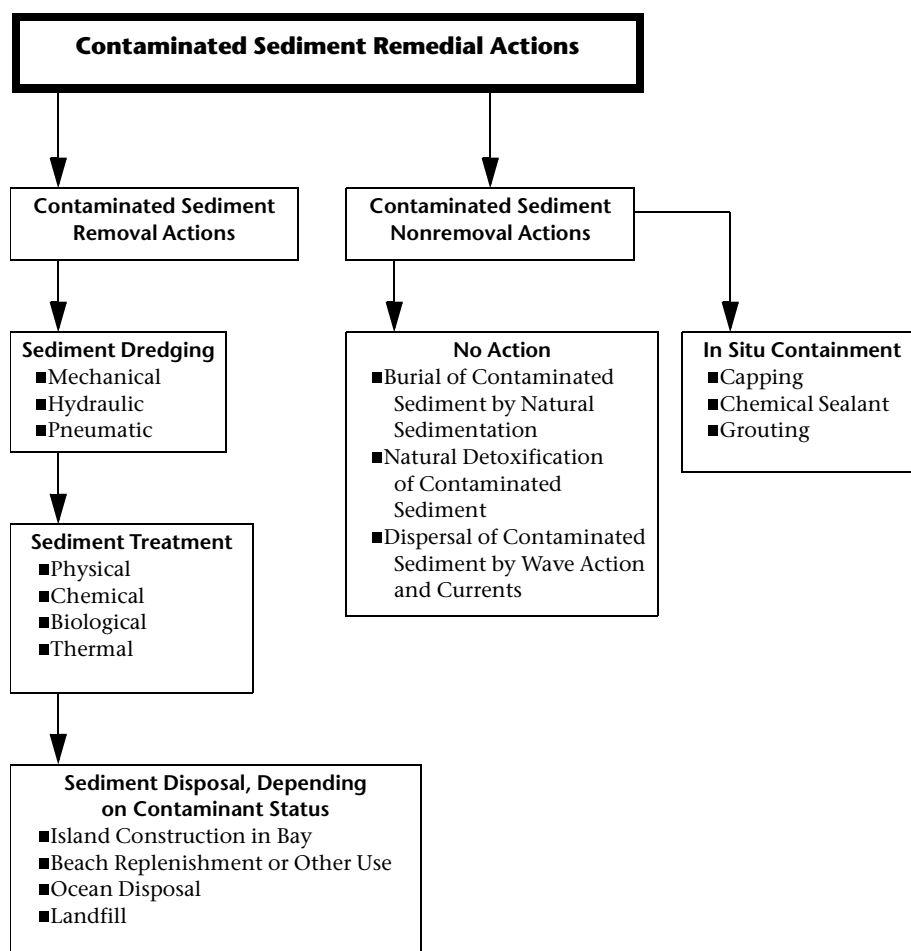 Contaminated Sediment Remedial Actions
Contaminated Sediment
Removal Actions
Contaminated Sediment
Nonremoval Actions
Sediment Dredging
■Mechanical
■Hydraulic
■Pneumatic
No Action
■Burial of Contaminated
Sediment by Natural
Sedimentation
■Natural Detoxification
of Contaminated
Sediment
■Dispersal of Contaminated
Sediment by Wave Action
and Currents
In Situ Containment
■Capping
■Chemical Sealant
■Grouting
Sediment Treatment
■Physical
■Chemical
■Biological
■Thermal
Sediment Disposal, Depending
on Contaminant Status
■Island Construction in Bay
■Beach Replenishment or Other Use
■Ocean Disposal
■Landfill